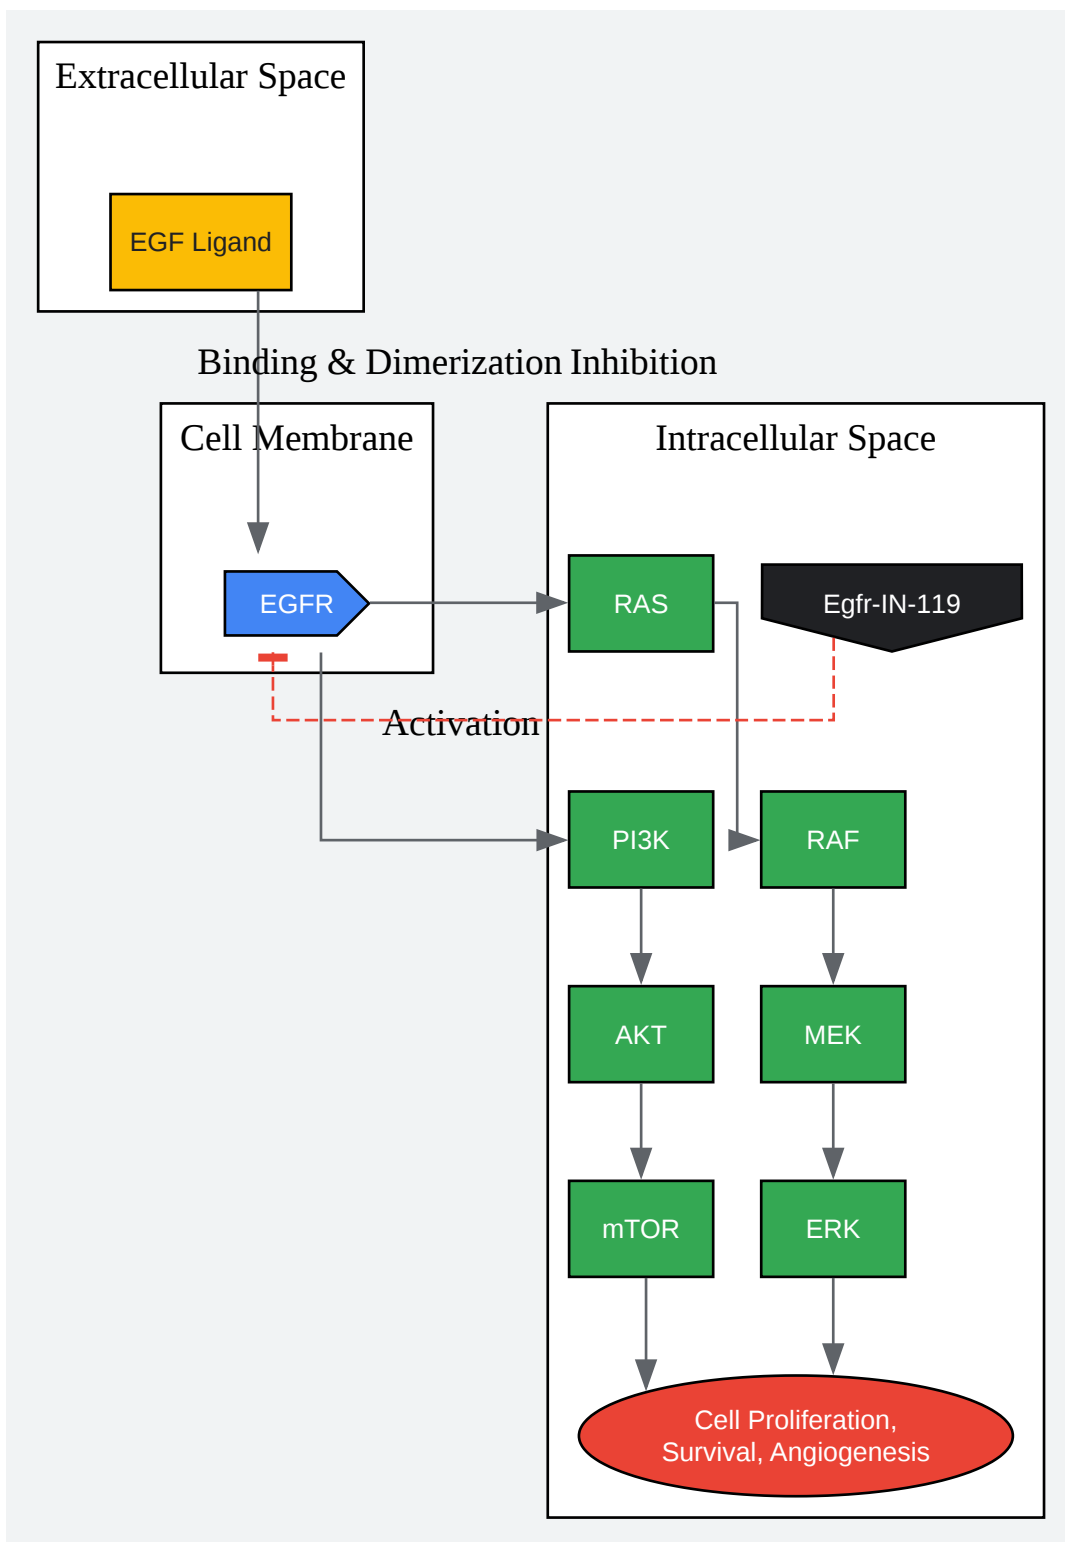 Extracellular Space
EGF Ligand
Binding & Dimerization
Inhibition
Cell Membrane
Intracellular Space
EGFR
RAS
Egfr-IN-119
Activation
PI3K
RAF
AKT
MEK
mTOR
ERK
Cell Proliferation,
Survival, Angiogenesis